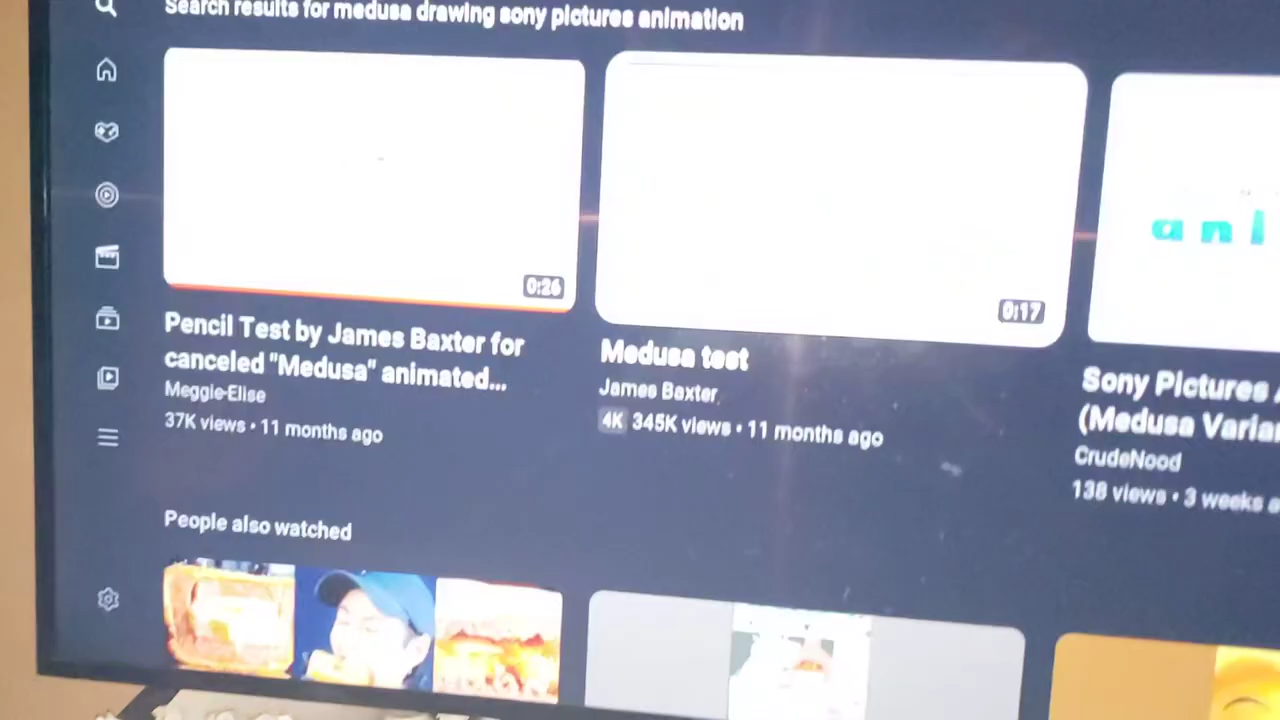 Search results for medusa drawing sony pictures animation
ani
0:26
0:17
Pencil Test by James Baxter for
canceled "Medusa" animated...
Meggie-Elise
37K views • 11 months ago
Medusa test
James Baxter
4K 345K views • 11 months ago
Sony Pictures
(Medusa Varia
CrudeNood
138 views • 3 weeks a
People also watched